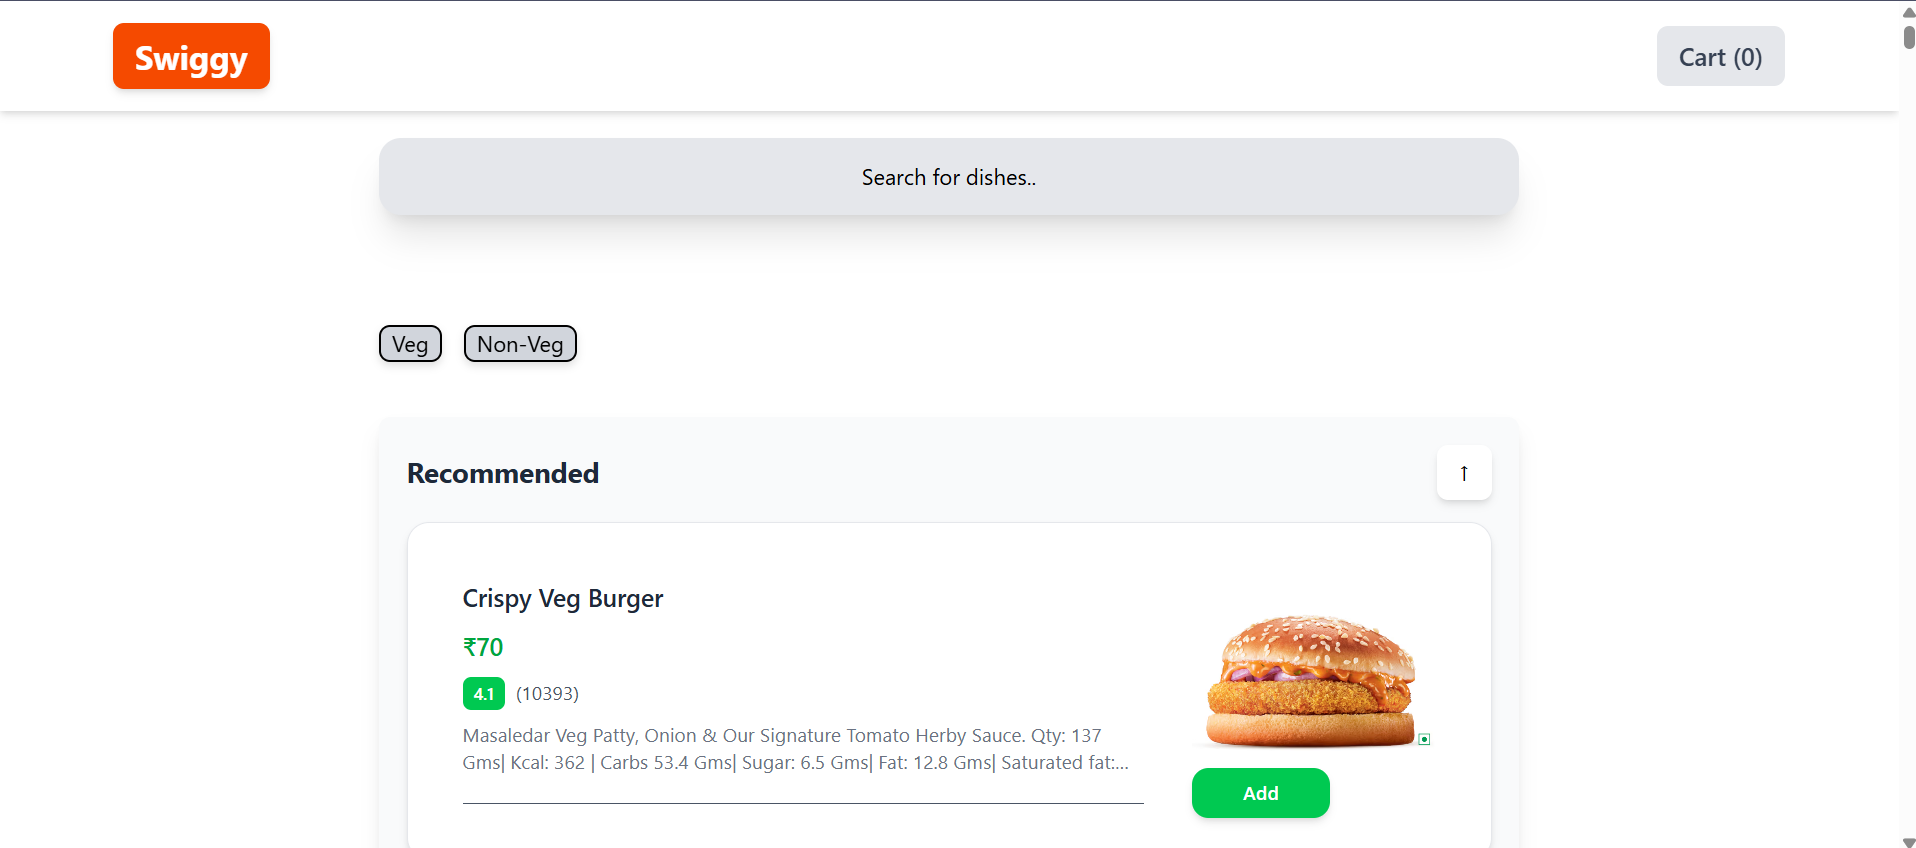 Swiggy
Cart (0)
Search for dishes..
Veg
Non-Veg
Recommended
↑
Crispy Veg Burger
₹70
4.1 (10393)
Masaledar Veg Patty, Onion & Our Signature Tomato Herby Sauce. Qty: 137
Gms| Kcal: 362 | Carbs 53.4 Gms| Sugar: 6.5 Gms| Fat: 12.8 Gms| Saturated fat:...
Add